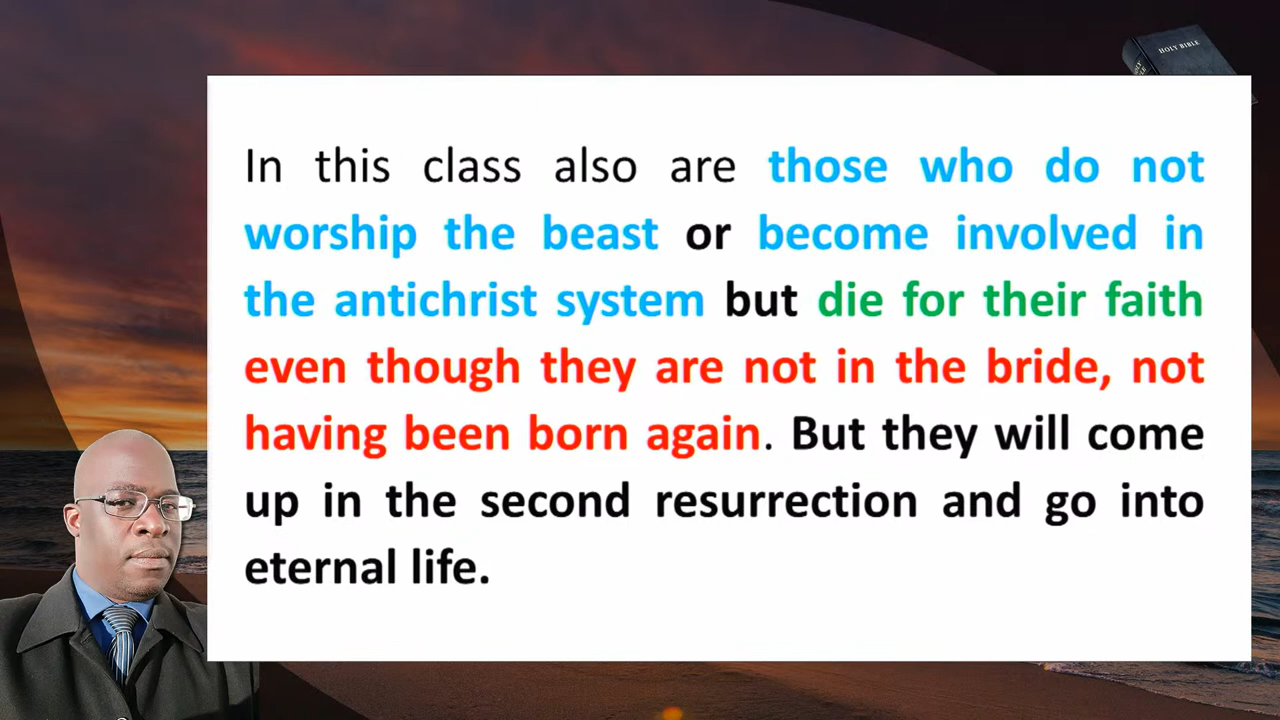 HOLY BIBLE
In this class also are those who do not
worship the beast or become involved in
the antichrist system but die for their faith
even though they are not in the bride, not
having been born again. But they will come
up in the second resurrection and go into
eternal life.